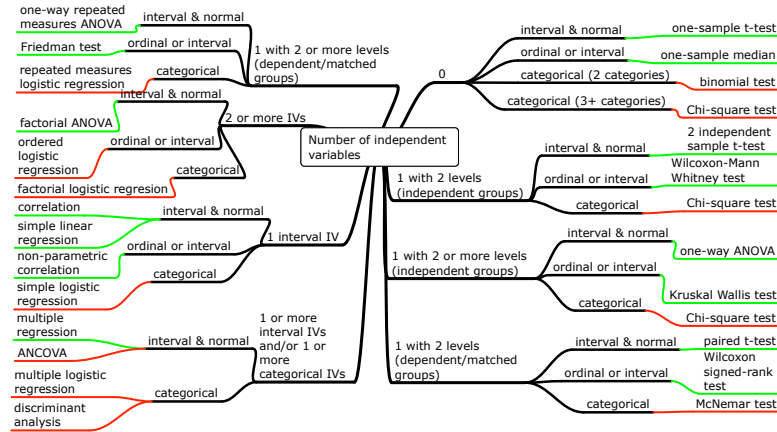 Number of independent
variables
0
interval & normal
one-sample t-test
ordinal or interval
one-sample median
categorical (2 categories)
binomial test
categorical (3+ categories)
Chi-square test
1 with 2 levels
(independent groups)
interval & normal
2 independent
sample t-test
ordinal or interval
Wilcoxon-Mann
Whitney test
categorical
Chi-square test
1 with 2 or more levels
(independent groups)
interval & normal
one-way ANOVA
ordinal or interval
Kruskal Wallis test
categorical
Chi-square test
1 with 2 levels
(dependent/matched
groups)
interval & normal
paired t-test
ordinal or interval
Wilcoxon
signed-rank
test
categorical
McNemar test
1 with 2 or more levels
(dependent/matched
groups)
interval & normal
one-way repeated
measures ANOVA
ordinal or interval
Friedman test
categorical
repeated measures
logistic regression
2 or more IVs
interval & normal
factorial ANOVA
ordinal or interval
ordered
logistic
regression
categorical
factorial logistic regresion
1 interval IV
interval & normal
correlation
simple linear
regression
ordinal or interval
non-parametric
correlation
categorical
simple logistic
regression
1 or more
interval IVs
and/or 1 or
more
categorical IVs
interval & normal
multiple
regression
ANCOVA
categorical
multiple logistic
regression
discriminant
analysis